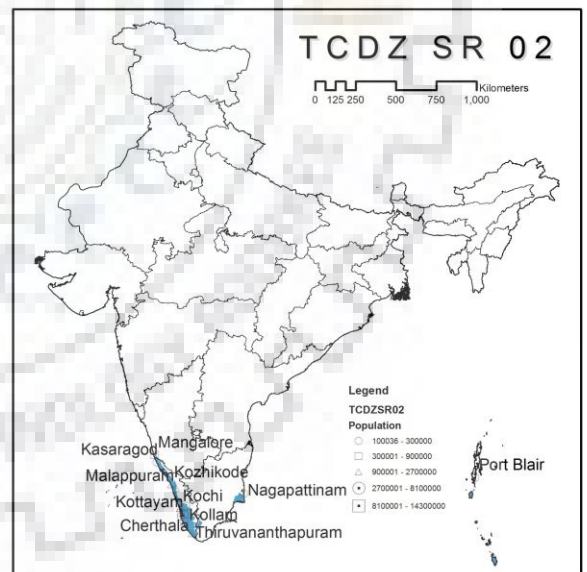 TCDZ SR 02
Kilometers
0 125 250 500 750 1,000
Legend
TCDZSR02
Population
100036 - 300000
300001 - 900000
900001 - 2700000
2700001 - 8100000
8100001 - 14300000
Kasaragod Mangalore
Malappuram Kozhikode
Kottayam Kochi
Nagapattinam
Kollam
Cherthala Thiruvananthapuram
Port Blair